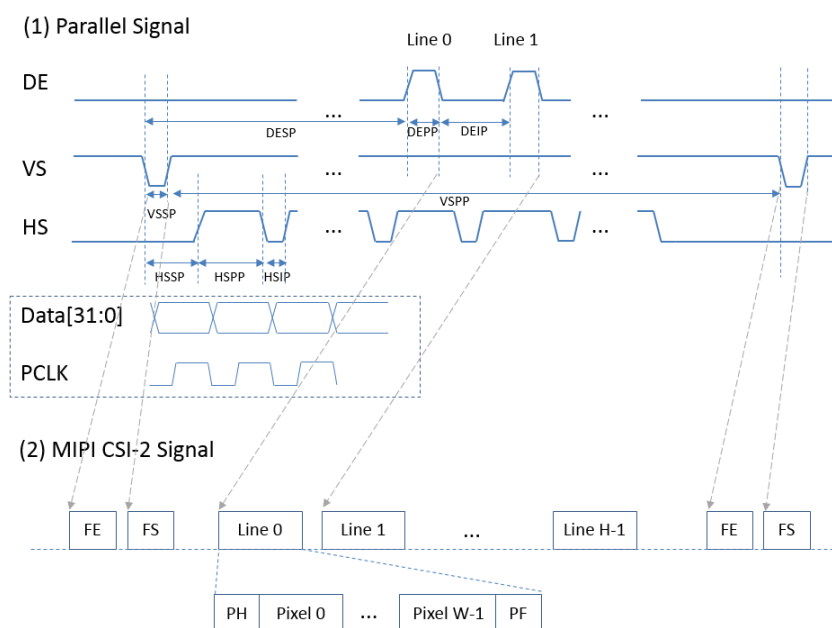 (1) Parallel Signal
Line 0 Line 1
DE
... ...
DESP DEPP DEIP
VS
... ...
VSSP VSPP
HS
... ...
HSSP HSPP HSIP
Data[31:0]
PCLK
(2) MIPI CSI-2 Signal
FE FS Line 0 Line 1 ... Line H-1 FE FS
PH Pixel 0 ... Pixel W-1 PF